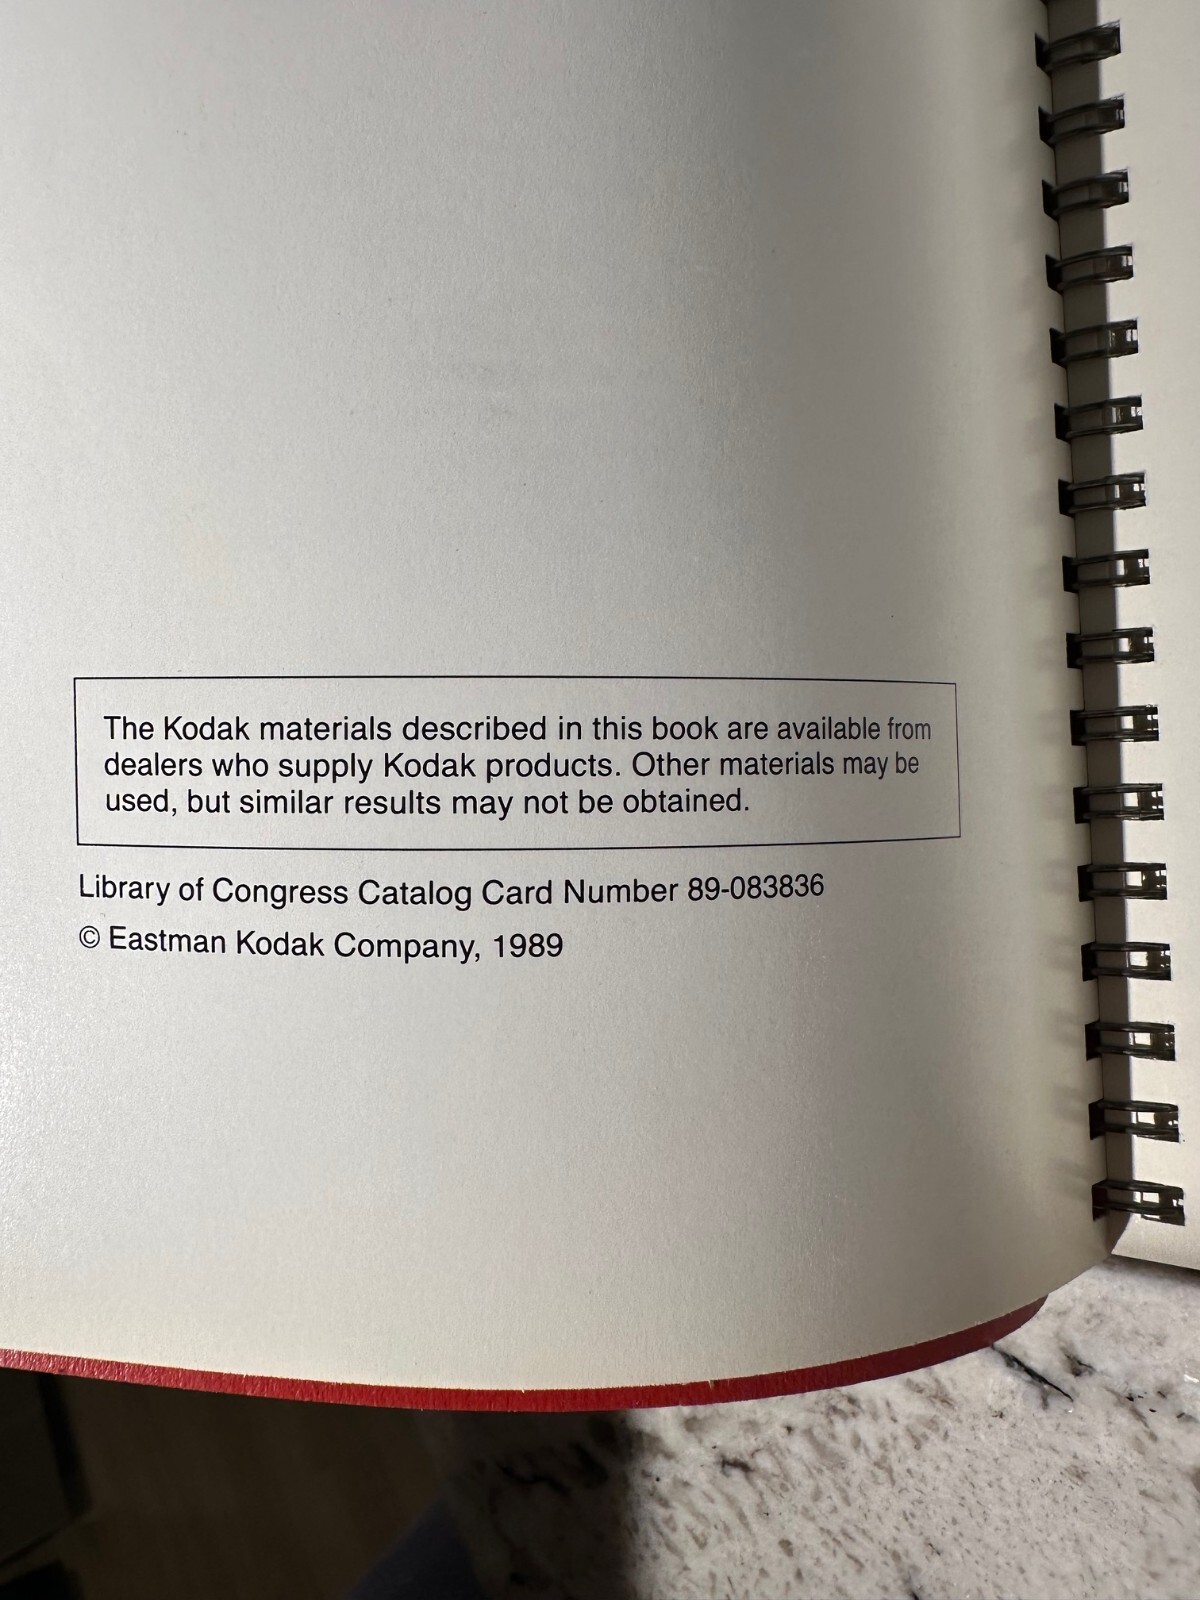 The Kodak materials described in this book are available from
dealers who supply Kodak products. Other materials may be
used, but similar results may not be obtained.
Library of Congress Catalog Card Number 89-083836
© Eastman Kodak Company, 1989